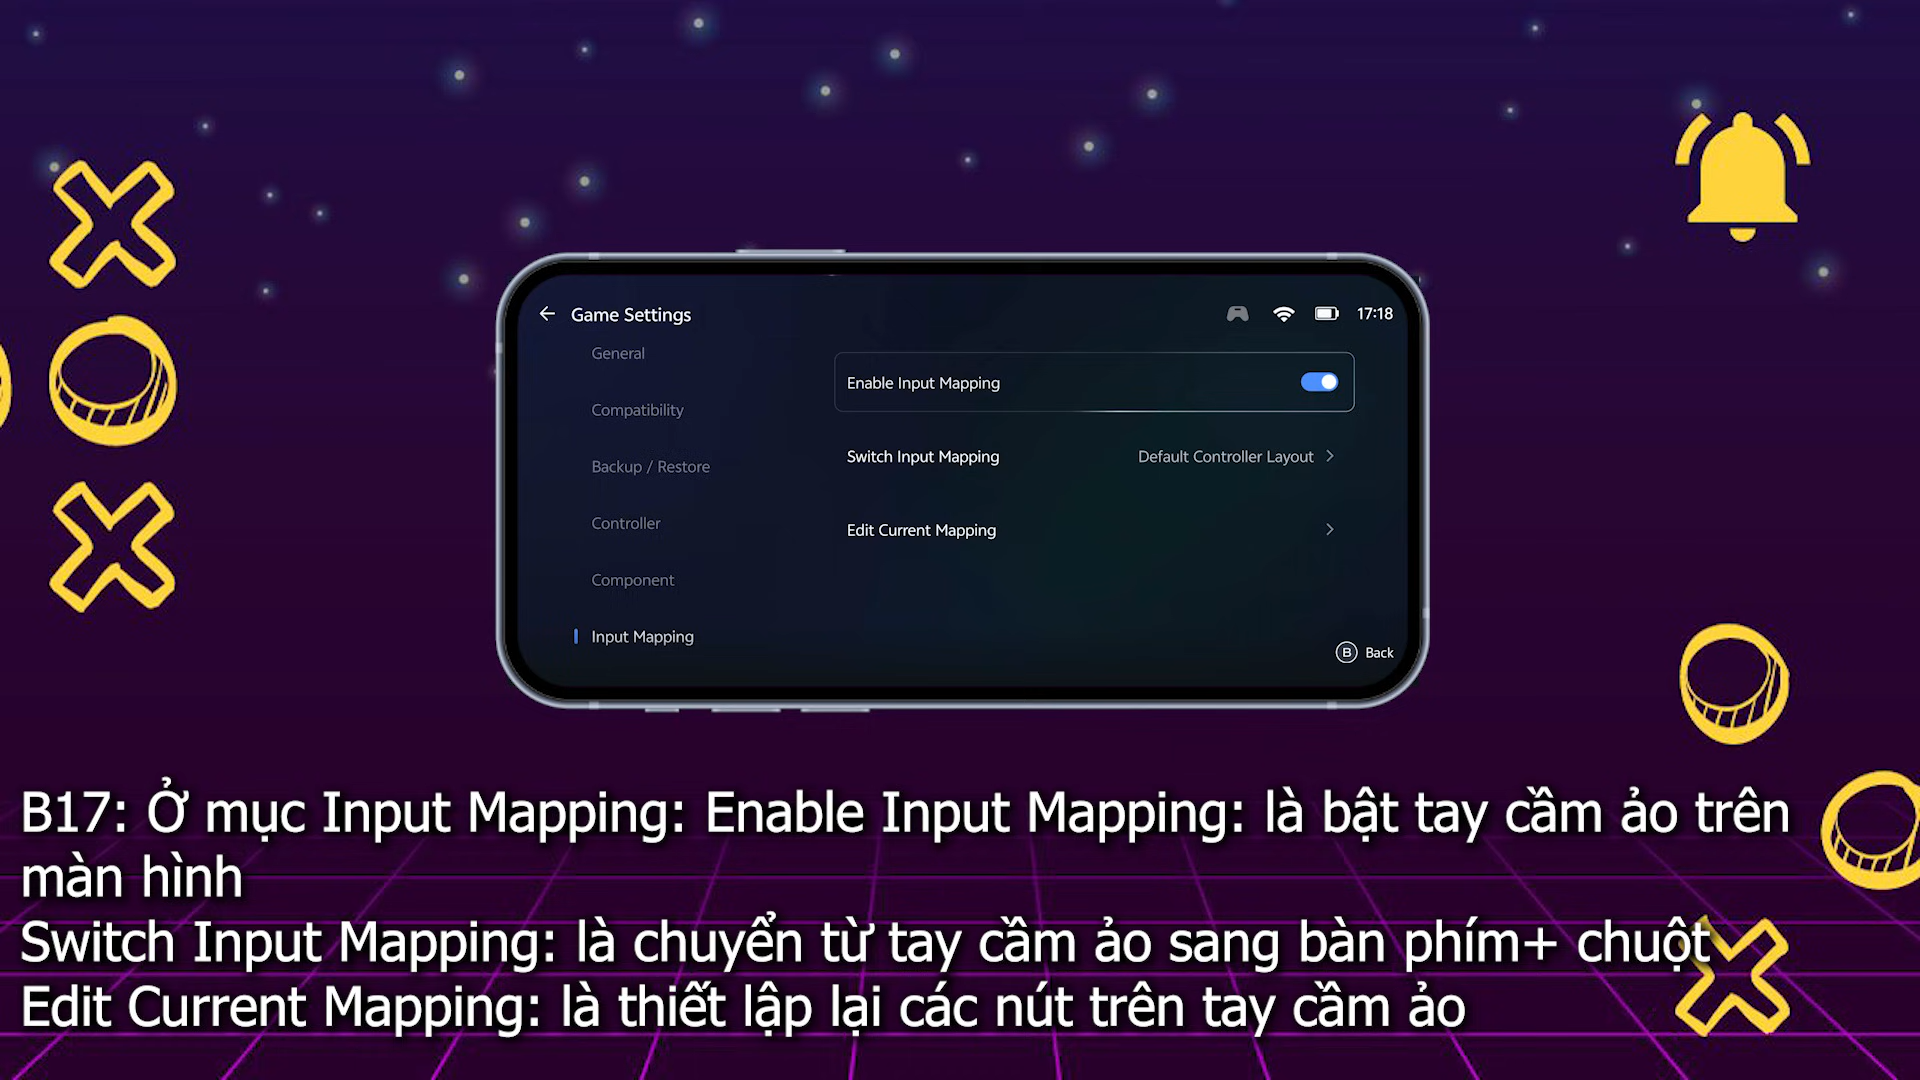 Game Settings
17:18
General
Compatibility
Backup / Restore
Controller
Component
Input Mapping
Enable Input Mapping
Switch Input Mapping
Default Controller Layout
Edit Current Mapping
B Back
B17: Ở mục Input Mapping: Enable Input Mapping: là bật tay cầm ảo trên
màn hình
Switch Input Mapping: là chuyển từ tay cầm ảo sang bàn phím+ chuột
Edit Current Mapping: là thiết lập lại các nút trên tay cầm ảo